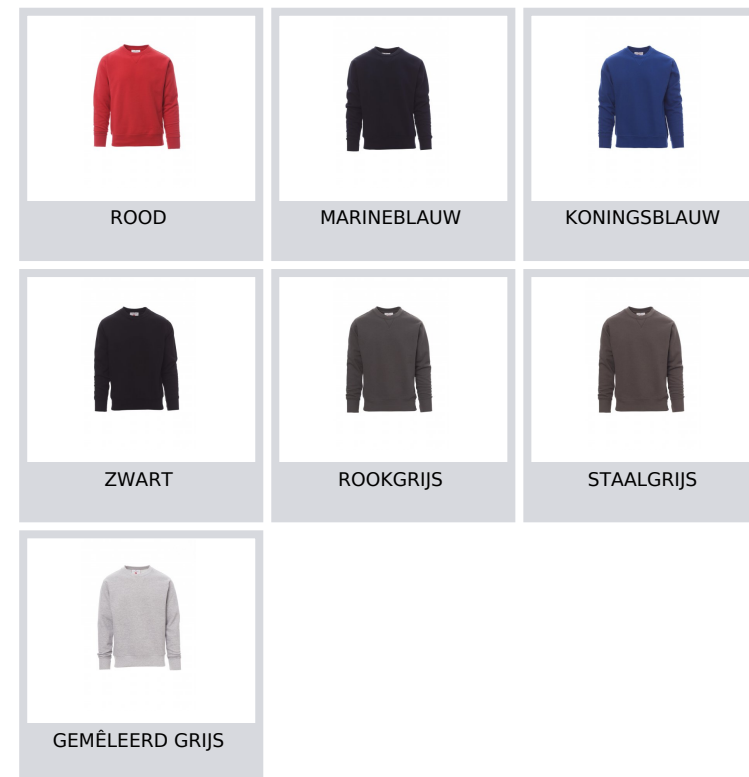 ROOD
MARINEBLAUW
KONINGSBLAUW
ZWART
ROOKGRIJS
STAALGRIJS
GEMÊLEERD GRIJS